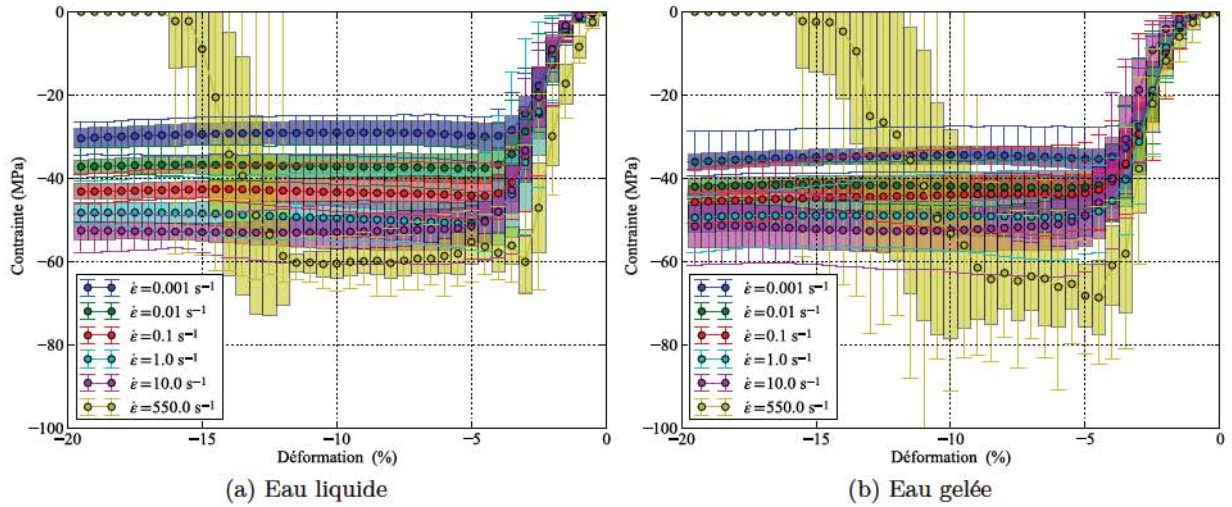 0
−20
−40
−60
−80
−100
−20
−15
−10
−5
0
Contrainte (MPa)
Déformation (%)
ε̇=0.001 s⁻¹
ε̇=0.01 s⁻¹
ε̇=0.1 s⁻¹
ε̇=1.0 s⁻¹
ε̇=10.0 s⁻¹
ε̇=550.0 s⁻¹
(a) Eau liquide
0
−20
−40
−60
−80
−100
−20
−15
−10
−5
0
Contrainte (MPa)
Déformation (%)
ε̇=0.001 s⁻¹
ε̇=0.01 s⁻¹
ε̇=0.1 s⁻¹
ε̇=1.0 s⁻¹
ε̇=10.0 s⁻¹
ε̇=550.0 s⁻¹
(b) Eau gelée